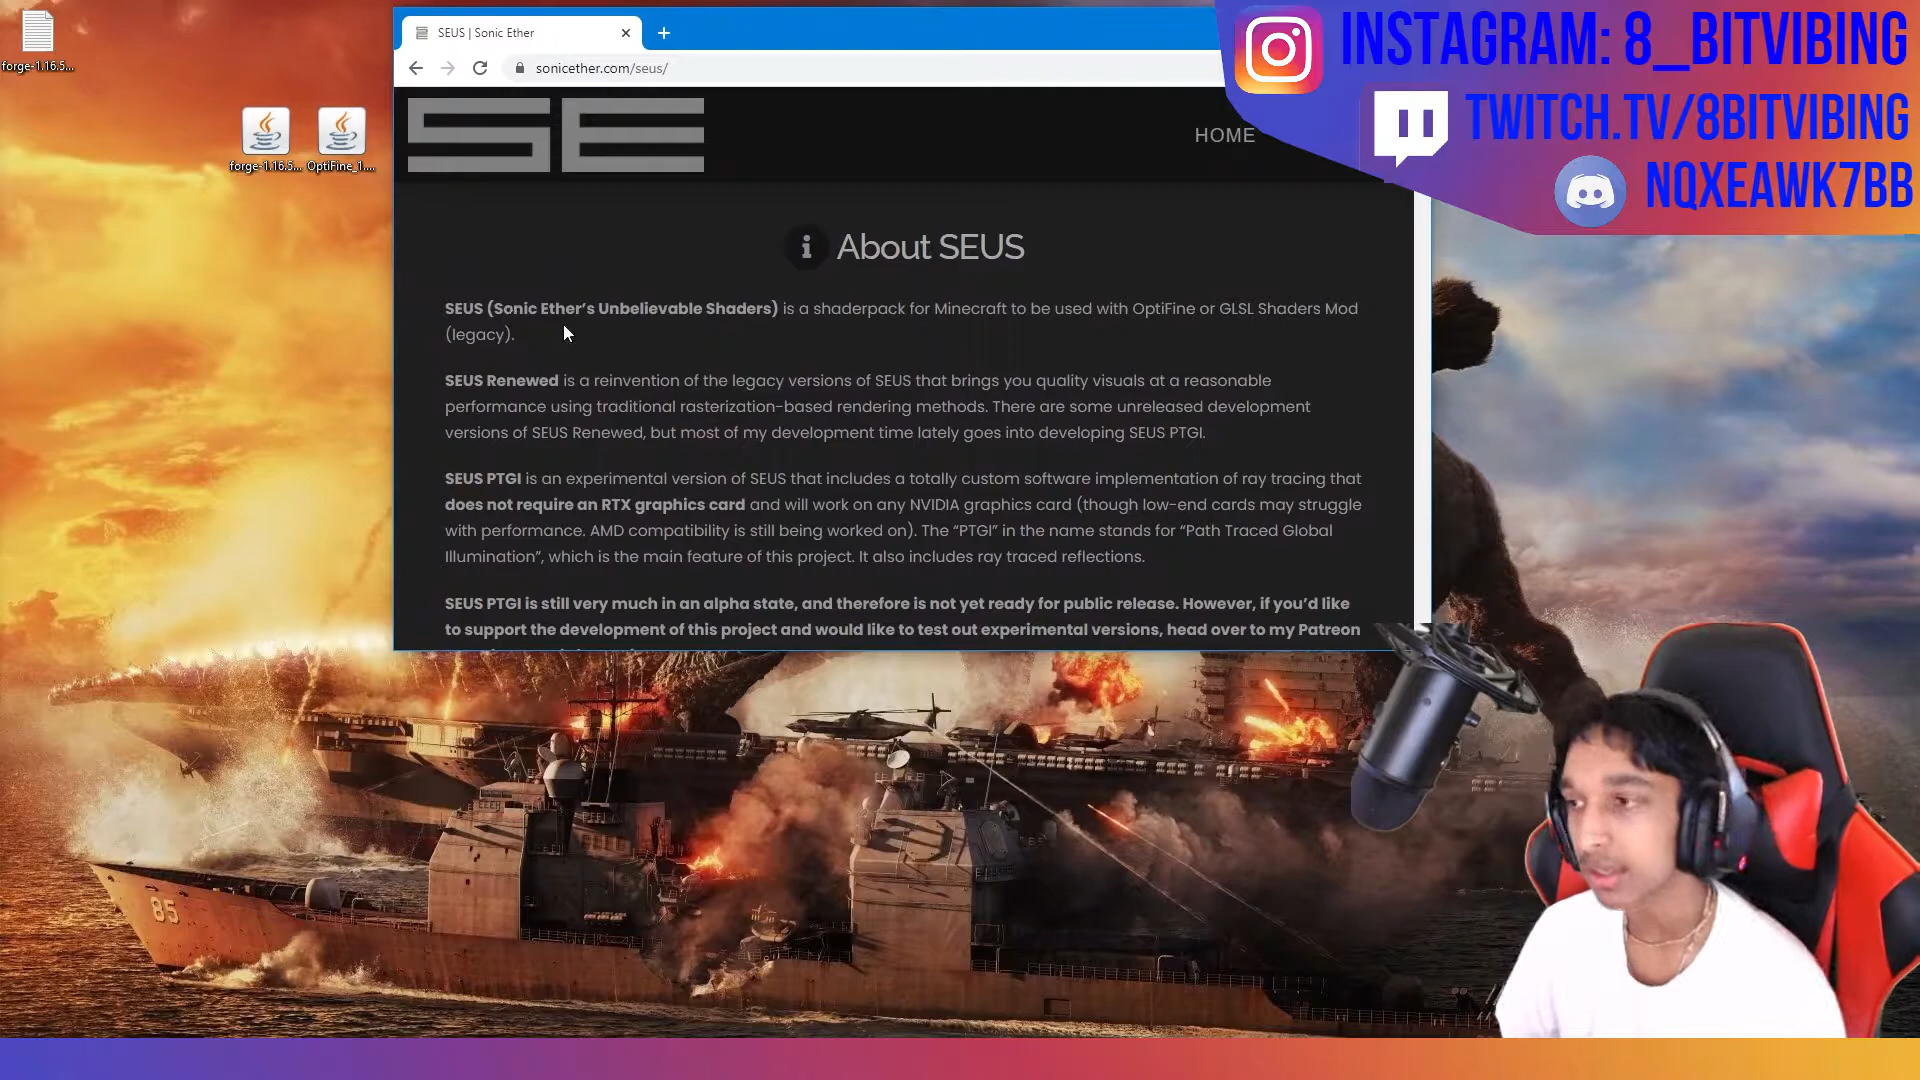 forge-1.16.5...
forge-1.16.5...
OptiFine_1....
SEUS | Sonic Ether
sonicether.com/seus/
SE
HOME
INSTAGRAM: 8_BITVIBING
TWITCH.TV/8BITVIBING
NQXEAWK7BB
About SEUS
SEUS (Sonic Ether’s Unbelievable Shaders) is a shaderpack for Minecraft to be used with OptiFine or GLSL Shaders Mod
(legacy).
SEUS Renewed is a reinvention of the legacy versions of SEUS that brings you quality visuals at a reasonable
performance using traditional rasterization-based rendering methods. There are some unreleased development
versions of SEUS Renewed, but most of my development time lately goes into developing SEUS PTGI.
SEUS PTGI is an experimental version of SEUS that includes a totally custom software implementation of ray tracing that
does not require an RTX graphics card and will work on any NVIDIA graphics card (though low-end cards may struggle
with performance. AMD compatibility is still being worked on). The “PTGI” in the name stands for “Path Traced Global
Illumination”, which is the main feature of this project. It also includes ray traced reflections.
SEUS PTGI is still very much in an alpha state, and therefore is not yet ready for public release. However, if you’d like
to support the development of this project and would like to test out experimental versions, head over to my Patreon
85